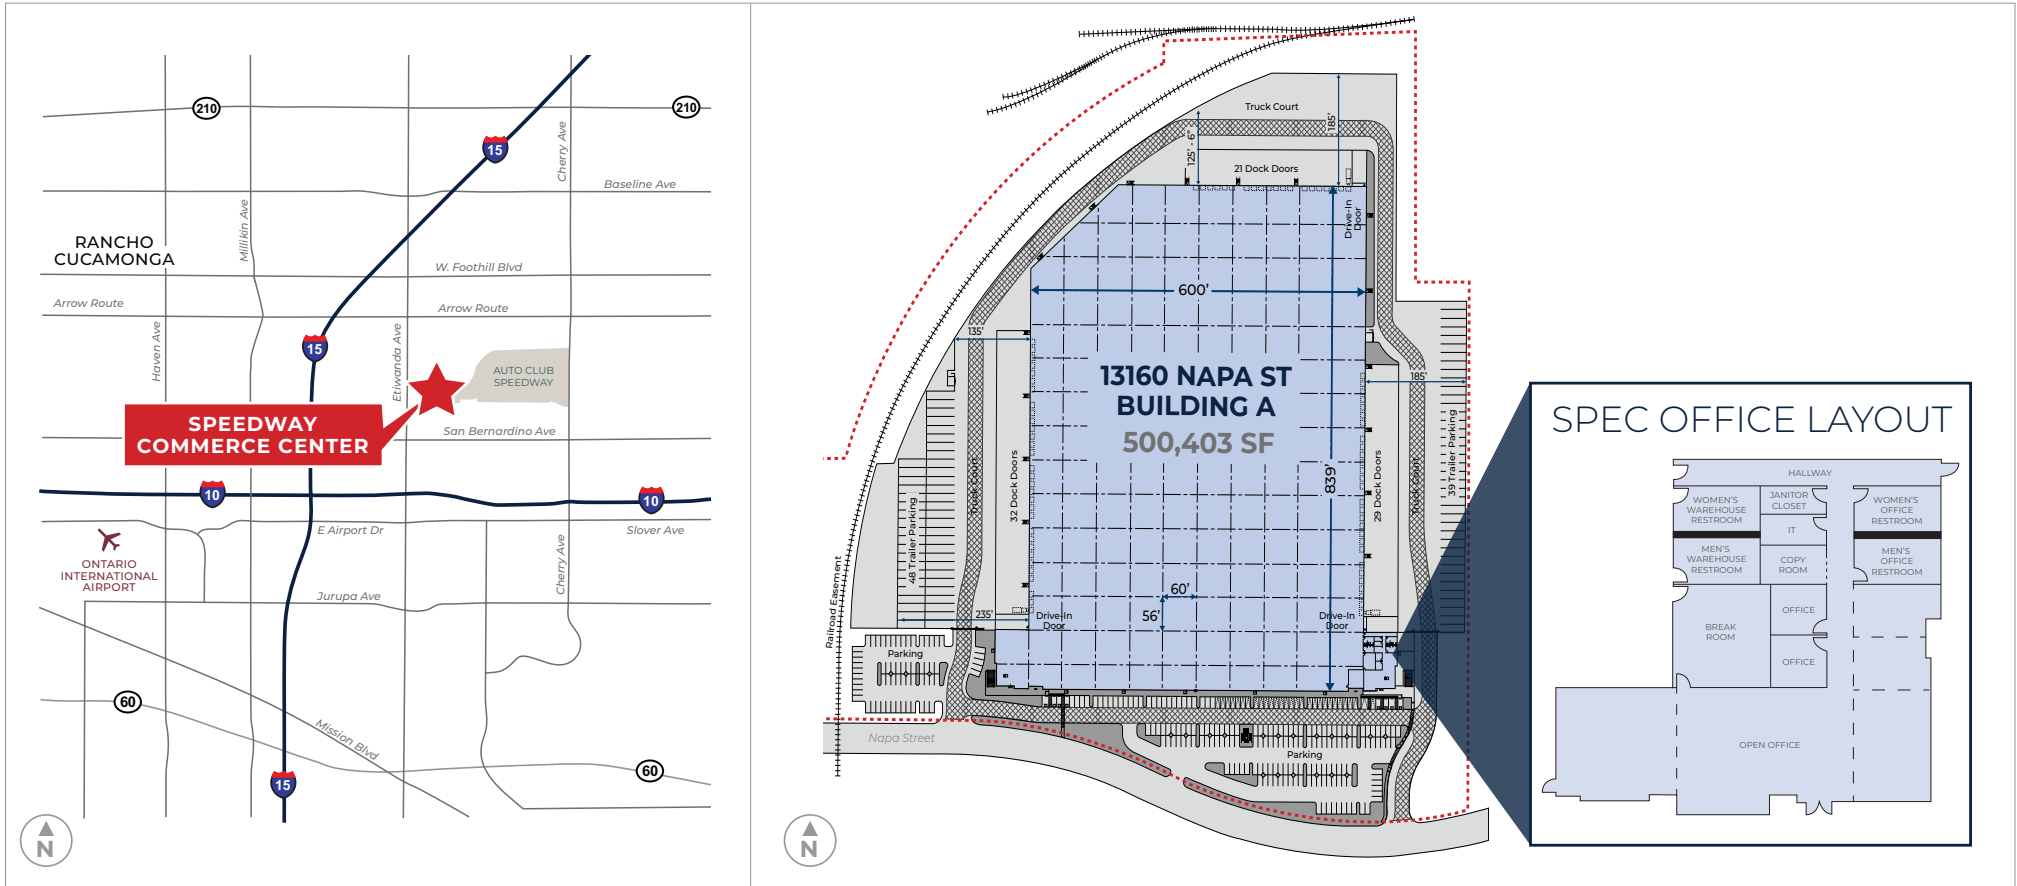 210
210
15
Cherry Ave
Baseline Ave
Millikin Ave
RANCHO
CUCAMONGA
W. Foothill Blvd
Arrow Route
Arrow Route
Haven Ave
15
Etiwanda Ave
AUTO CLUB
SPEEDWAY
SPEEDWAY
COMMERCE CENTER
San Bernardino Ave
10
10
E Airport Dr
Slover Ave
ONTARIO
INTERNATIONAL
AIRPORT
Cherry Ave
Jurupa Ave
60
Mission Blvd
60
15
N
Truck Court
185'
125' - 6"
21 Dock Doors
Drive-In
Door
600'
135'
185'
13160 NAPA ST
BUILDING A
500,403 SF
839'
Truck Court
32 Dock Doors
48 Trailer Parking
29 Dock Doors
Truck Court
39 Trailer Parking
60'
56'
235'
Drive-In
Door
Drive-In
Door
Railroad Easement
Parking
Napa Street
Parking
N
SPEC OFFICE LAYOUT
HALLWAY
WOMEN'S
WAREHOUSE
RESTROOM
JANITOR
CLOSET
WOMEN'S
OFFICE
RESTROOM
IT
MEN'S
WAREHOUSE
RESTROOM
COPY
ROOM
MEN'S
OFFICE
RESTROOM
OFFICE
BREAK
ROOM
OFFICE
OPEN OFFICE